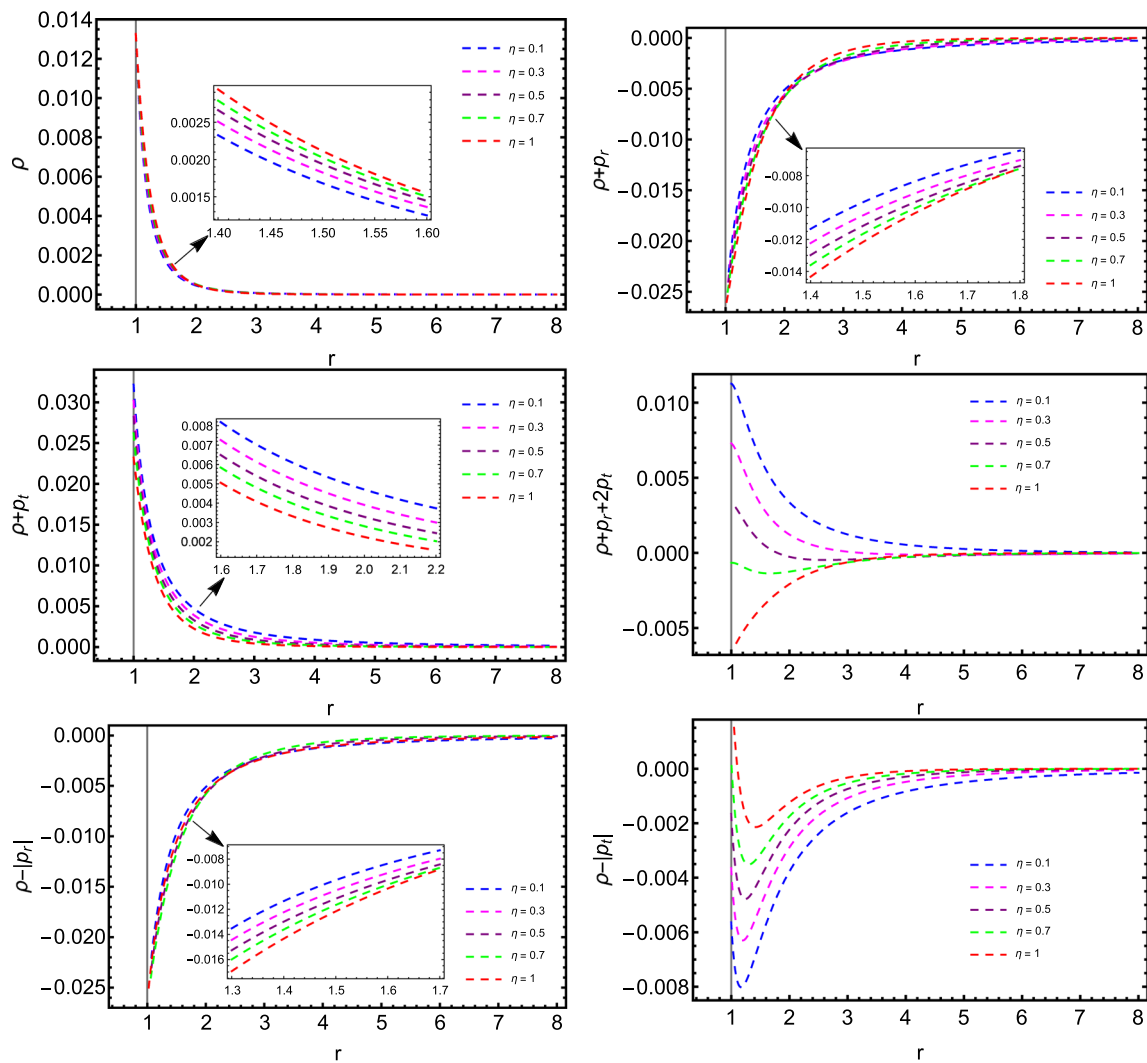 0.014
0.012
0.010
0.008
0.006
0.004
0.002
0.000
ρ
η = 0.1
η = 0.3
η = 0.5
η = 0.7
η = 1
0.0025
0.0020
0.0015
1.40 1.45 1.50 1.55 1.60
1 2 3 4 5 6 7 8
r
0.000
−0.005
−0.010
−0.015
−0.020
−0.025
ρ+pr
−0.008
−0.010
−0.012
−0.014
1.4 1.5 1.6 1.7 1.8
η = 0.1
η = 0.3
η = 0.5
η = 0.7
η = 1
1 2 3 4 5 6 7 8
r
0.030
0.025
0.020
0.015
0.010
0.005
0.000
ρ+pt
η = 0.1
η = 0.3
η = 0.5
η = 0.7
η = 1
0.008
0.007
0.006
0.005
0.004
0.003
0.002
1.6 1.7 1.8 1.9 2.0 2.1 2.2
1 2 3 4 5 6 7 8
r
0.010
0.005
0.000
−0.005
ρ+pr+2pt
η = 0.1
η = 0.3
η = 0.5
η = 0.7
η = 1
1 2 3 4 5 6 7 8
r
0.000
−0.005
−0.010
−0.015
−0.020
−0.025
ρ−|pr|
−0.008
−0.010
−0.012
−0.014
−0.016
1.3 1.4 1.5 1.6 1.7
η = 0.1
η = 0.3
η = 0.5
η = 0.7
η = 1
1 2 3 4 5 6 7 8
r
0.000
−0.002
−0.004
−0.006
−0.008
ρ−|pt|
η = 0.1
η = 0.3
η = 0.5
η = 0.7
η = 1
1 2 3 4 5 6 7 8
r